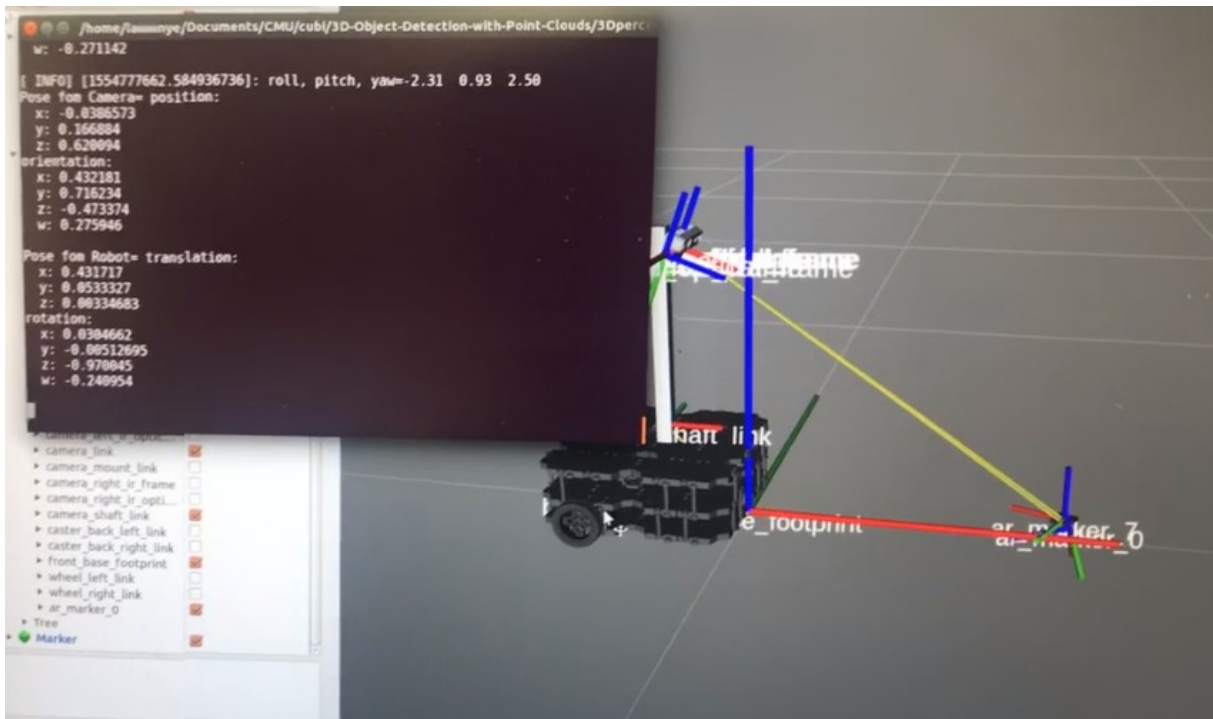 /Documents/CMU/cubi/3D-Object-Detection-with-Point-Clouds/3Dperc
w: -0.271142
[ INFO] [1554777662.584936736]: roll, pitch, yaw=-2.31 0.93 2.50
Pose fom Camera= position:
x: -0.0386573
y: 0.166884
z: 0.620094
orientation:
x: 0.432181
y: 0.716234
z: -0.473374
w: 0.275946
Pose fom Robot= translation:
x: 0.431717
y: 0.0533327
z: 0.00334683
rotation:
x: 0.0304662
y: -0.00512695
z: -0.970045
w: -0.240954
camera_link
camera_mount_link
camera_right_ir_frame
camera_right_ir_opti...
camera_shaft_link
caster_back_left_link
caster_back_right_link
front_base_footprint
wheel_left_link
wheel_right_link
ar_marker_0
Tree
Marker
haft_link
e_footprint
ar_marker_7
ar_marker_0